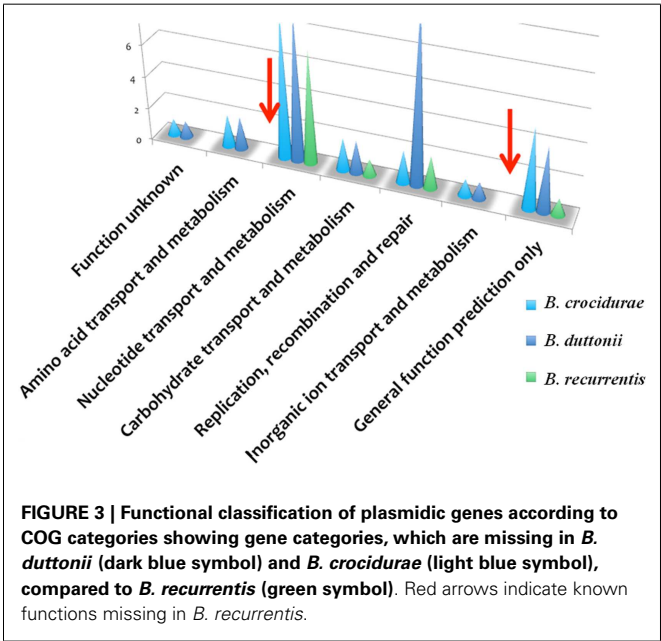 6
4
2
0
Function unknown
Amino acid transport and metabolism
Nucleotide transport and metabolism
Carbohydrate transport and metabolism
Replication, recombination and repair
Inorganic ion transport and metabolism
General function prediction only
B. crocidurae
B. duttonii
B. recurrentis
FIGURE 3 | Functional classification of plasmidic genes according to
COG categories showing gene categories, which are missing in B.
duttonii (dark blue symbol) and B. crocidurae (light blue symbol),
compared to B. recurrentis (green symbol). Red arrows indicate known
functions missing in B. recurrentis.